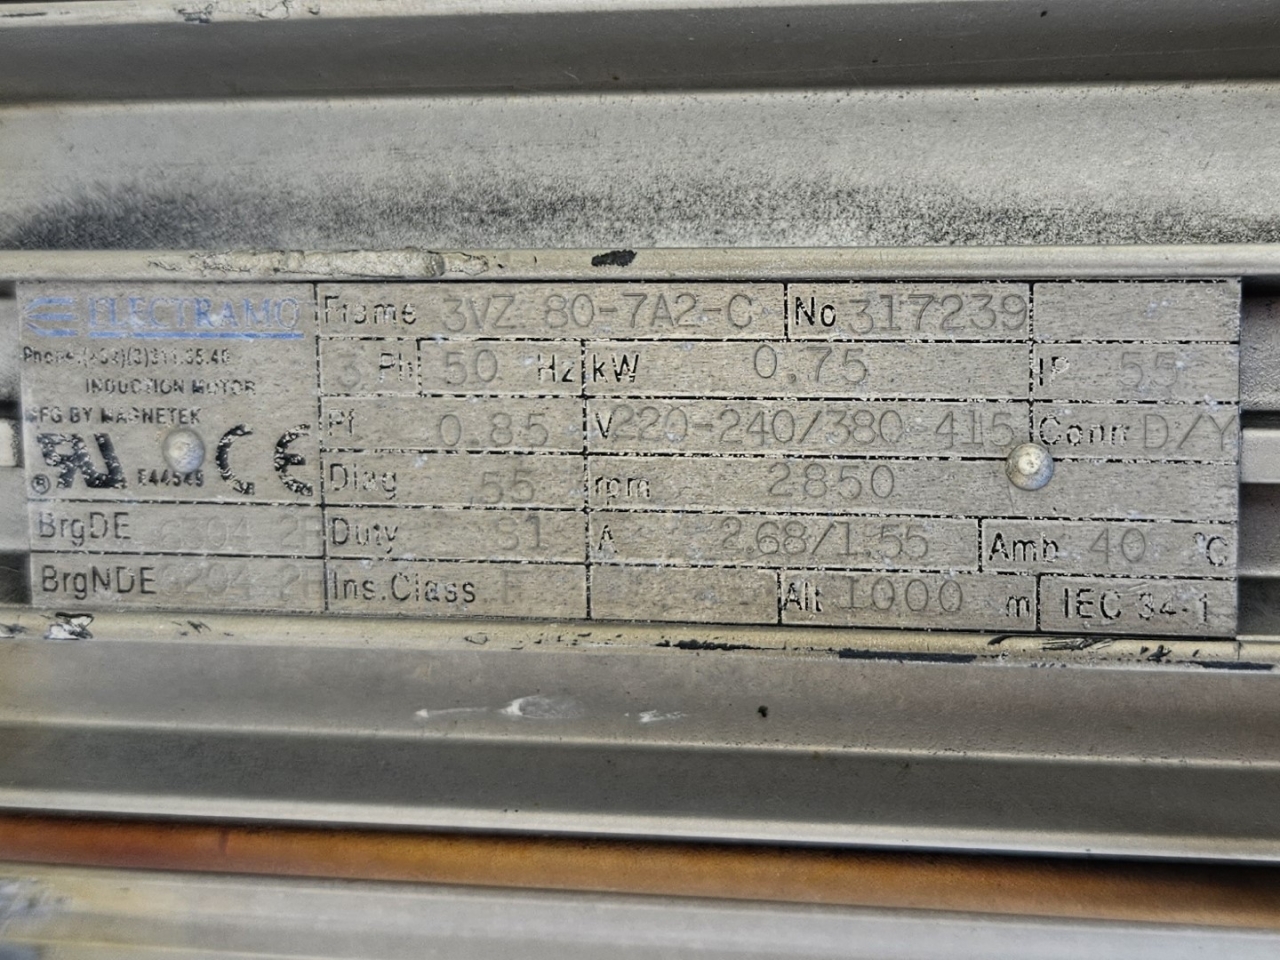 ELECTRAMO Frame 3VZ 80-7A2-C No 317239
3 Ph 50 Hz kW 0.75 IP 55
INDUCTION MOTOR
MFG BY MAGNETEK
Pf 0.85 V 220-240/380-415 Conn D/Y
® CE E44549 Diag 55 rpm 2850
BrgDE Duty S1 A 2.68/1.55 Amb 40 °C
BrgNDE Ins.Class F Alt 1000 m IEC 34-1